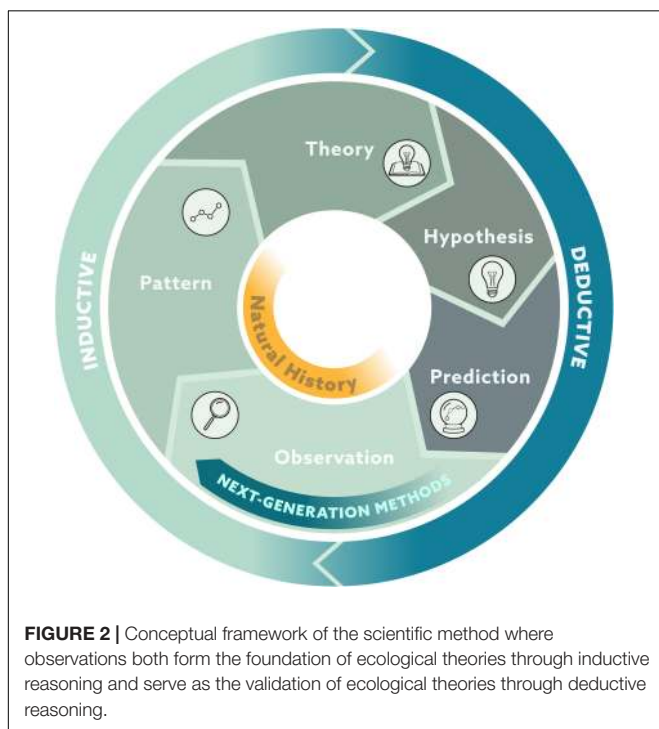 Theory
Hypothesis
DEDUCTIVE
INDUCTIVE
Pattern
Natural History
Prediction
Observation
NEXT-GENERATION METHODS
FIGURE 2 | Conceptual framework of the scientific method where
observations both form the foundation of ecological theories through inductive
reasoning and serve as the validation of ecological theories through deductive
reasoning.